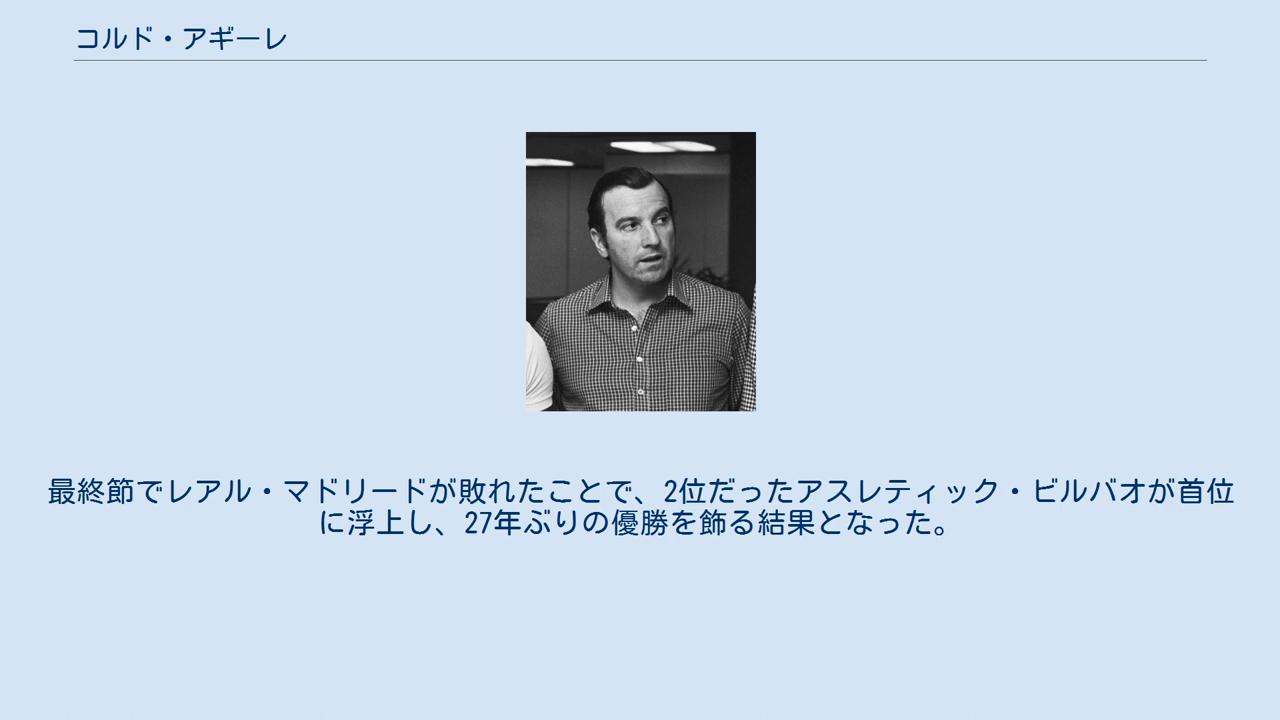 コルド・アギーレ
最終節でレアル・マドリードが敗れたことで、2位だったアスレティック・ビルバオが首位
に浮上し、27年ぶりの優勝を飾る結果となった。